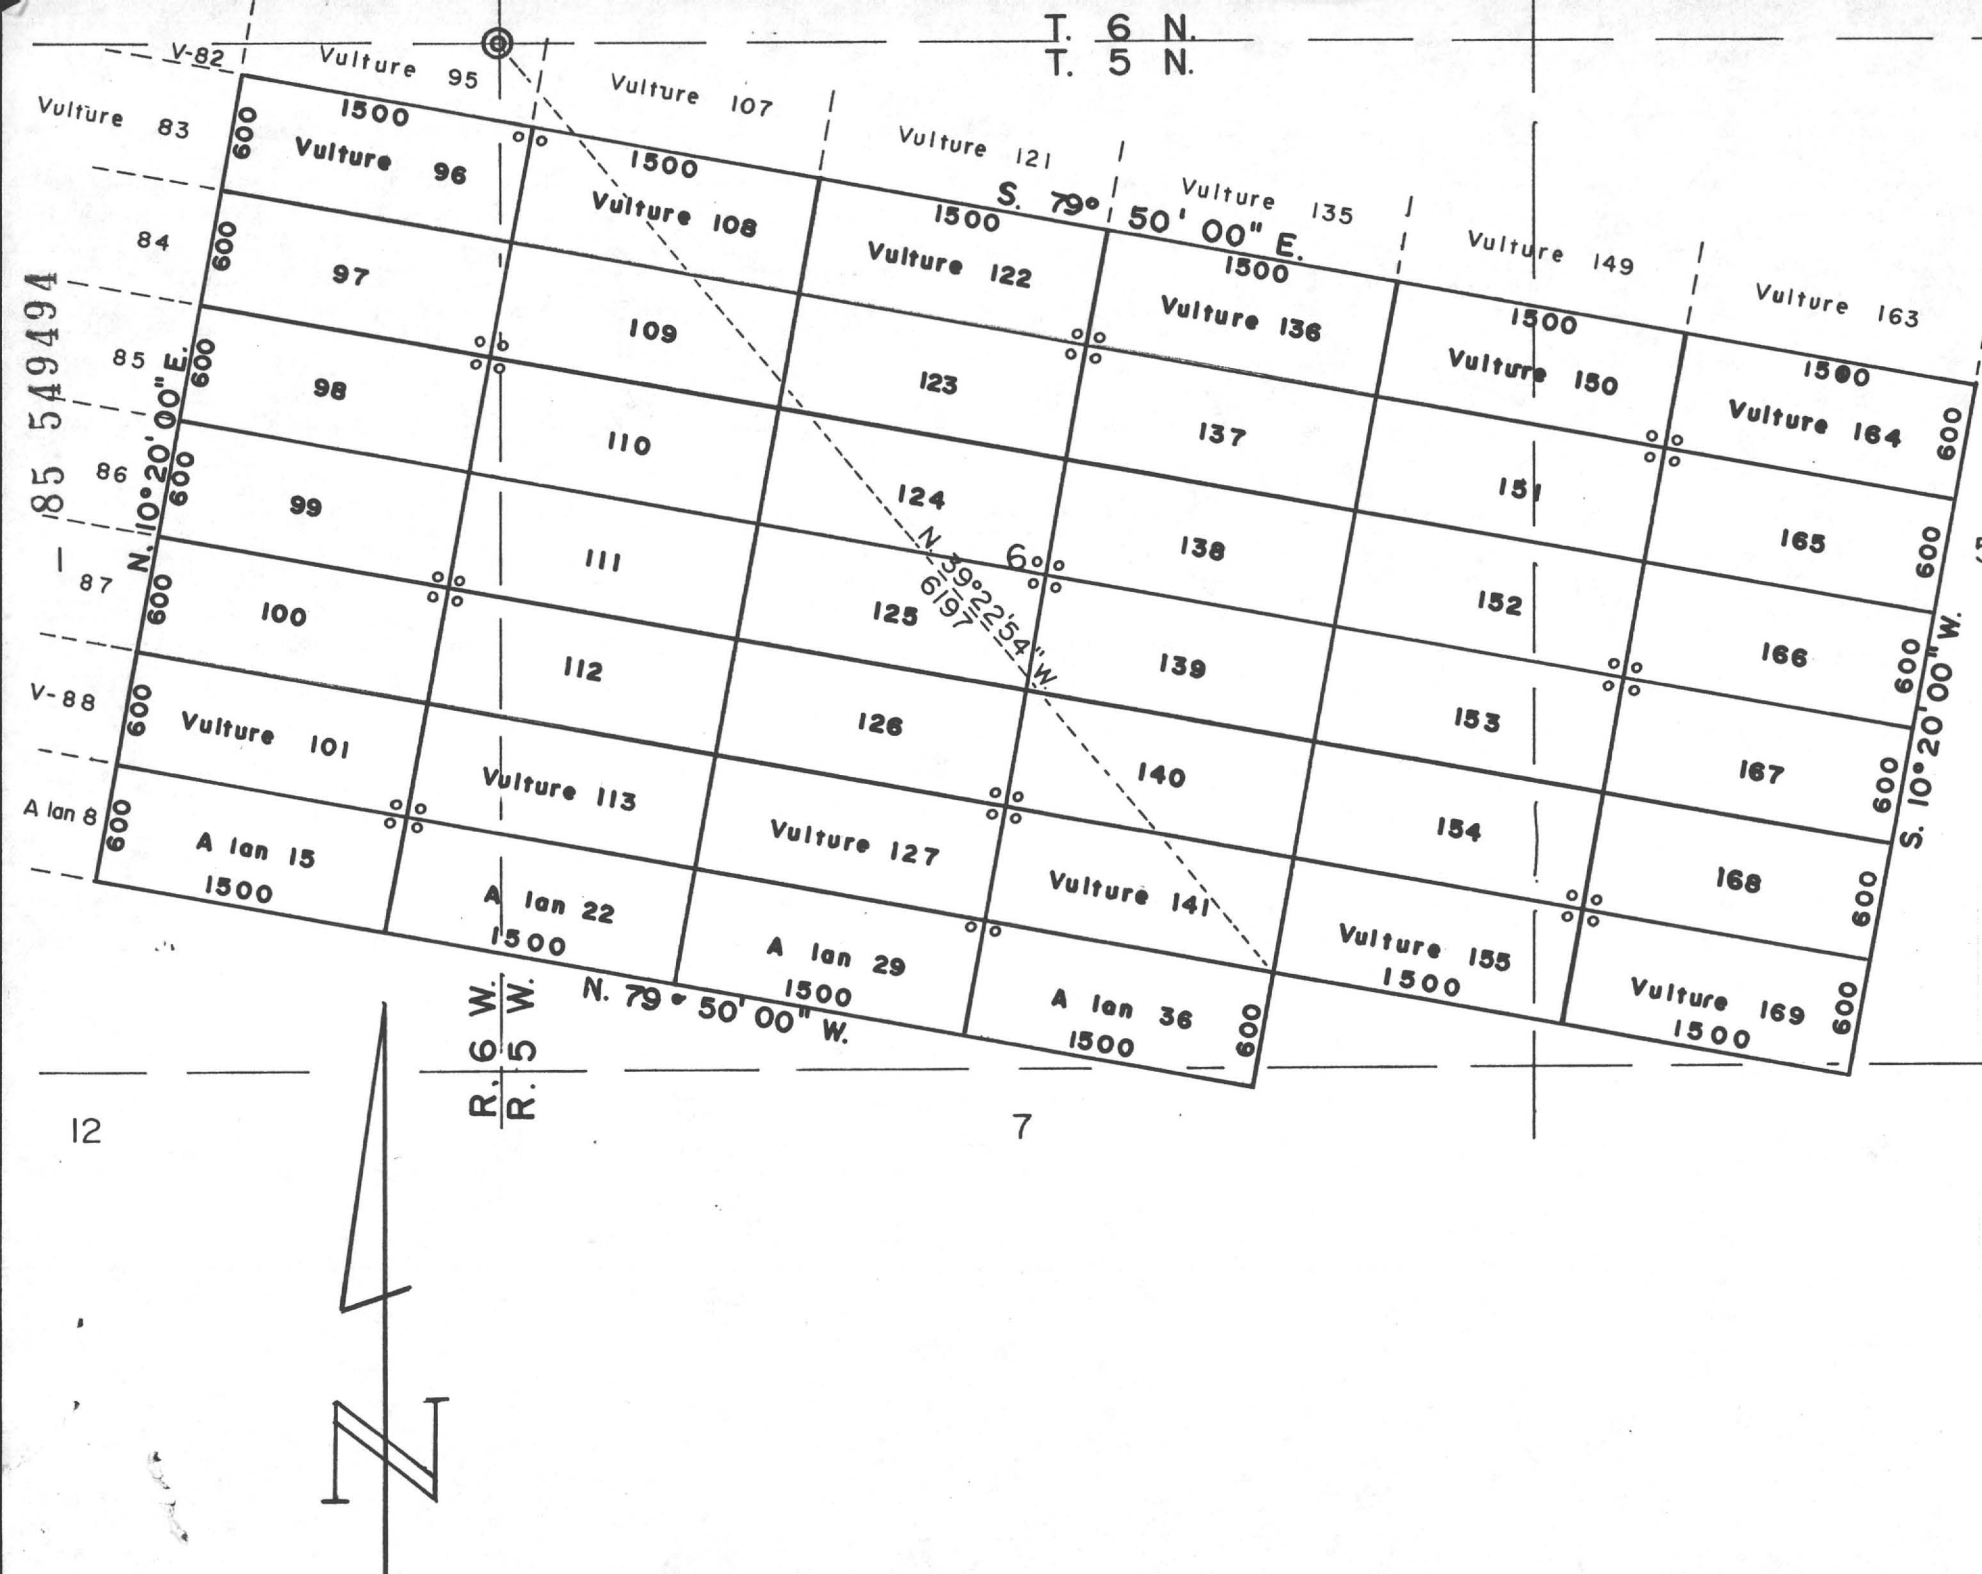 T. 6 N.
T. 5 N.
V-82
Vulture 95
Vulture 107
Vulture 83
1500
600
Vulture 96
1500
Vulture 121
Vulture 135
S. 79° 50' 00" E.
Vulture 108
1500
Vulture 149
84
600
97
Vulture 122
1500
Vulture 163
109
Vulture 136
1500
1500
85
600
98
123
Vulture 150
Vulture 164
600
N. 10° 20' 00" E.
110
137
86
600
99
124
151
165
600
87
111
6
138
N. 39° 22' 54" W.
6197
600
100
125
152
166
600
S. 10° 20' 00" W.
V-88
112
139
600
Vulture 101
126
153
167
600
Vulture 113
140
A lan 8
600
A lan 15
1500
Vulture 127
154
168
600
A lan 22
1500
Vulture 141
Vulture 155
1500
A lan 29
1500
N. 79° 50' 00" W.
A lan 36
1500
600
Vulture 169
1500
600
R. 6 W.
R. 5 W.
12
7
85 549494
1
N